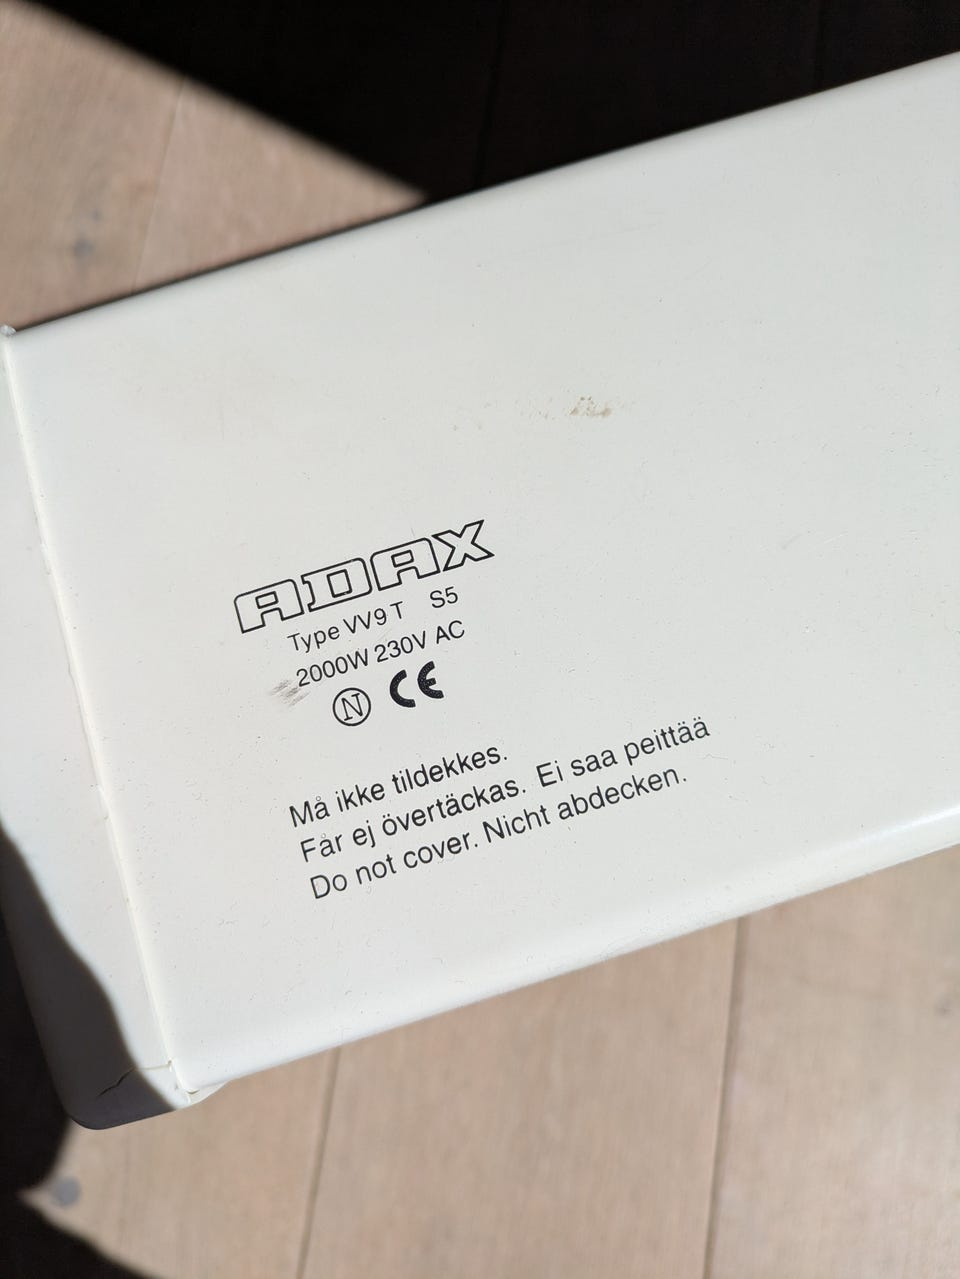 ADAX
Type VV9 T S5
2000W 230V AC
N CE
Må ikke tildekkes.
Får ej övertäckas. Ei saa peittää
Do not cover. Nicht abdecken.